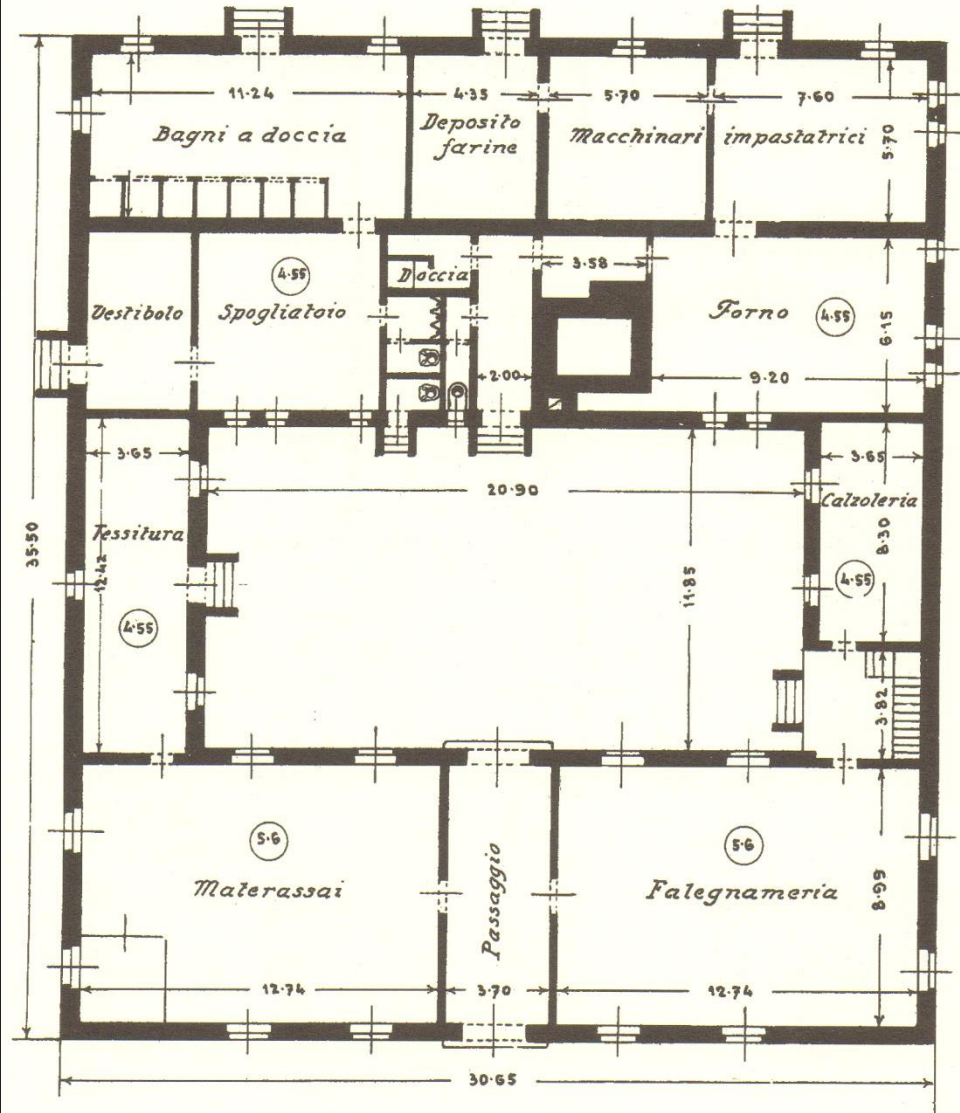 11.24
4.35
5.70
7.60
Bagni a doccia
Deposito
farine
Macchinari
impastatrici
5.70
4.55
3.58
Doccia
Vestibolo
Spogliatoio
Forno
4.55
6.15
2.00
9.20
3.65
3.65
20.90
Tessitura
Calzoleria
35.50
12.42
11.85
8.30
4.55
4.55
3.82
5.6
5.6
Materassai
Passaggio
Falegnameria
8.99
12.74
3.70
12.74
30.65